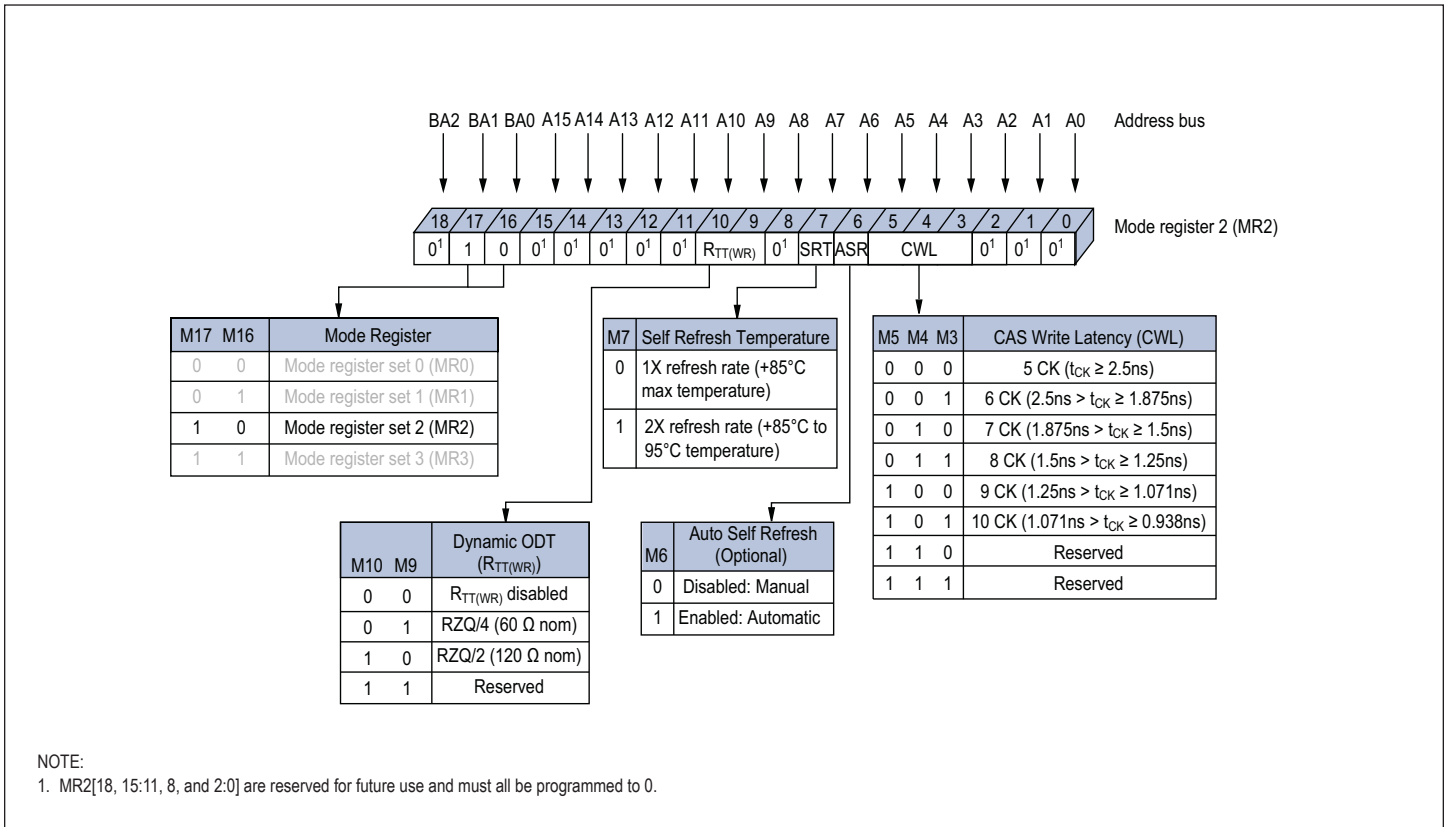 BA2 BA1 BA0 A15 A14 A13 A12 A11 A10 A9 A8 A7 A6 A5 A4 A3 A2 A1 A0 Address bus
18 17 16 15 14 13 12 11 10 9 8 7 6 5 4 3 2 1 0 Mode register 2 (MR2)
0¹ 1 0 0¹ 0¹ 0¹ 0¹ 0¹ RTT(WR) 0¹ SRT ASR CWL 0¹ 0¹ 0¹
M17 M16 Mode Register
0 0 Mode register set 0 (MR0)
0 1 Mode register set 1 (MR1)
1 0 Mode register set 2 (MR2)
1 1 Mode register set 3 (MR3)
M7 Self Refresh Temperature
0 1X refresh rate (+85°C
max temperature)
1 2X refresh rate (+85°C to
95°C temperature)
M5 M4 M3 CAS Write Latency (CWL)
0 0 0 5 CK (tCK ≥ 2.5ns)
0 0 1 6 CK (2.5ns > tCK ≥ 1.875ns)
0 1 0 7 CK (1.875ns > tCK ≥ 1.5ns)
0 1 1 8 CK (1.5ns > tCK ≥ 1.25ns)
1 0 0 9 CK (1.25ns > tCK ≥ 1.071ns)
1 0 1 10 CK (1.071ns > tCK ≥ 0.938ns)
1 1 0 Reserved
1 1 1 Reserved
M10 M9 Dynamic ODT
(RTT(WR))
0 0 RTT(WR) disabled
0 1 RZQ/4 (60 Ω nom)
1 0 RZQ/2 (120 Ω nom)
1 1 Reserved
M6 Auto Self Refresh
(Optional)
0 Disabled: Manual
1 Enabled: Automatic
NOTE:
1. MR2[18, 15:11, 8, and 2:0] are reserved for future use and must all be programmed to 0.